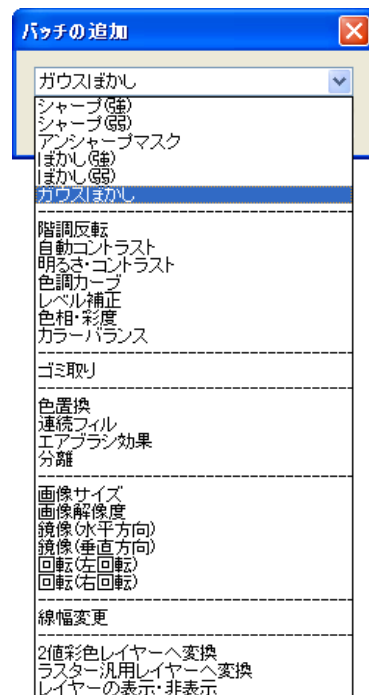 バッチの追加
ガウスぼかし
シャープ(強)
シャープ(弱)
アンシャープマスク
ぼかし(強)
ぼかし(弱)
ガウスぼかし
階調反転
自動コントラスト
明るさ・コントラスト
色調カーブ
レベル補正
色相・彩度
カラーバランス
ゴミ取り
色置換
連続フィル
エアブラシ効果
分離
画像サイズ
画像解像度
鏡像(水平方向)
鏡像(垂直方向)
回転(左回転)
回転(右回転)
線幅変更
2値彩色レイヤーへ変換
ラスター汎用レイヤーへ変換
レイヤーの表示・非表示